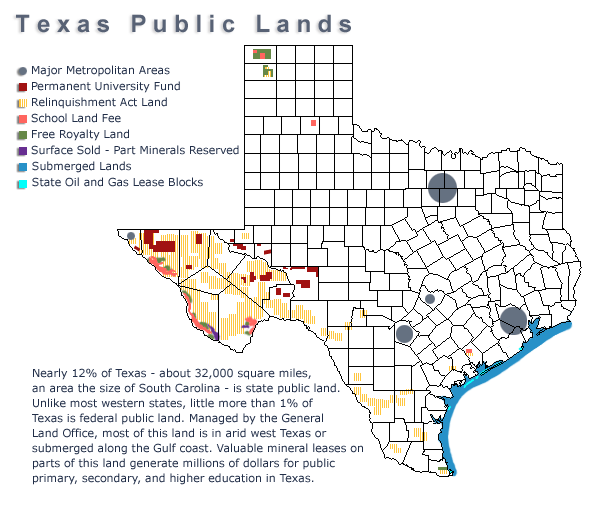 Texas Public Lands
Major Metropolitan Areas
Permanent University Fund
Relinquishment Act Land
School Land Fee
Free Royalty Land
Surface Sold - Part Minerals Reserved
Submerged Lands
State Oil and Gas Lease Blocks
Nearly 12% of Texas - about 32,000 square miles,
an area the size of South Carolina - is state public land.
Unlike most western states, little more than 1% of
Texas is federal public land. Managed by the General
Land Office, most of this land is in arid west Texas or
submerged along the Gulf coast. Valuable mineral leases on
parts of this land generate millions of dollars for public
primary, secondary, and higher education in Texas.